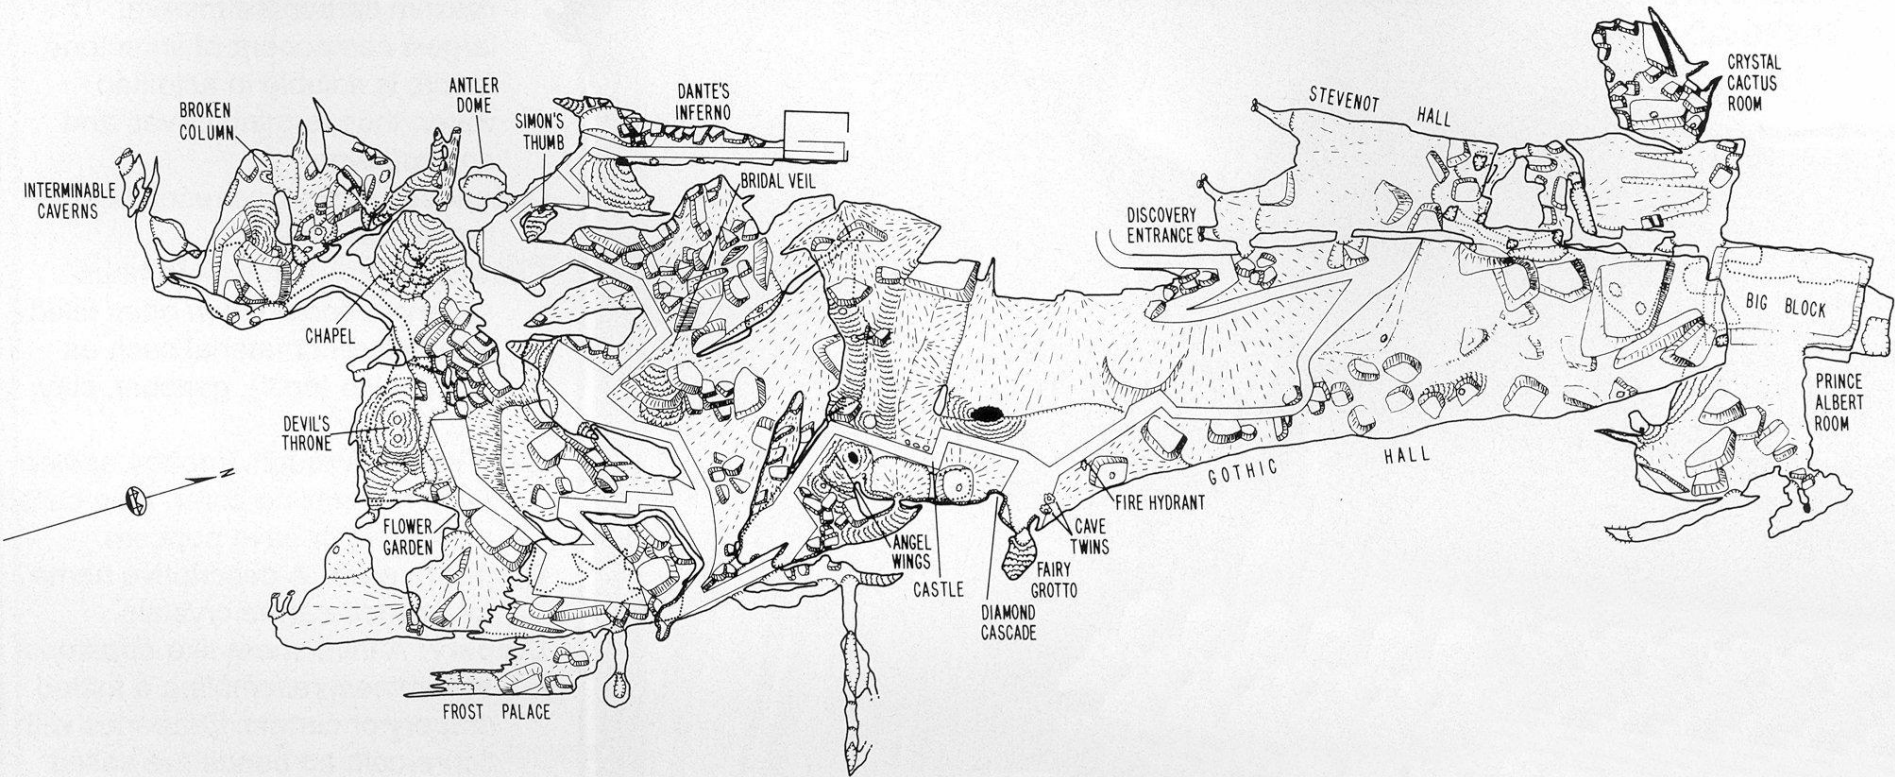 CRYSTAL
CACTUS
ROOM
STEVENOT HALL
ANTLER
DOME
DANTE'S
INFERNO
BROKEN
COLUMN
SIMON'S
THUMB
BRIDAL VEIL
INTERMINABLE
CAVERNS
DISCOVERY
ENTRANCE
BIG BLOCK
CHAPEL
PRINCE
ALBERT
ROOM
DEVIL'S
THRONE
GOTHIC HALL
N
FIRE HYDRANT
FLOWER
GARDEN
CAVE
TWINS
ANGEL
WINGS
FAIRY
GROTTO
CASTLE
DIAMOND
CASCADE
FROST PALACE